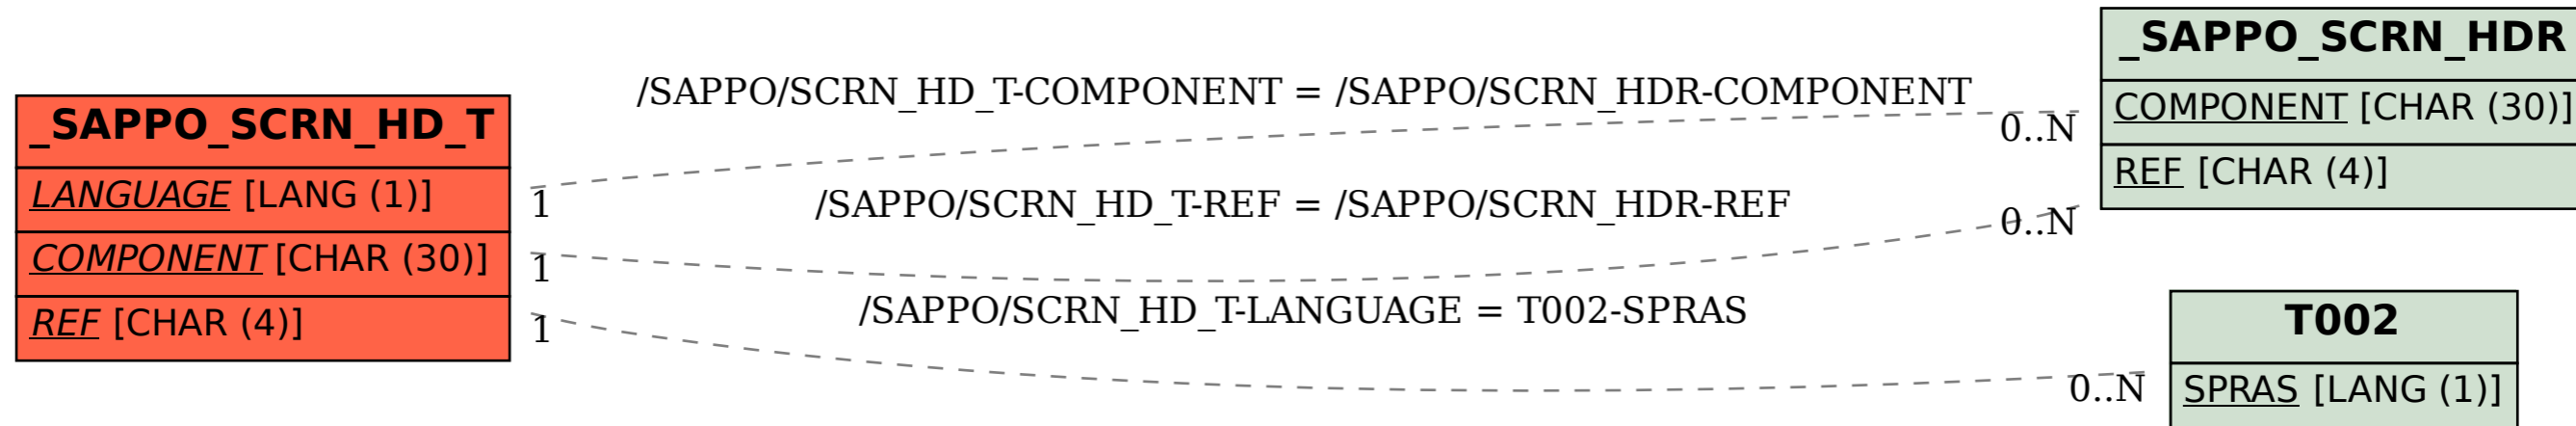 _SAPPO_SCRN_HD_T
LANGUAGE [LANG (1)]
COMPONENT [CHAR (30)]
REF [CHAR (4)]
/SAPPO/SCRN_HD_T-COMPONENT = /SAPPO/SCRN_HDR-COMPONENT
1
0..N
/SAPPO/SCRN_HD_T-REF = /SAPPO/SCRN_HDR-REF
1
0..N
/SAPPO/SCRN_HD_T-LANGUAGE = T002-SPRAS
1
0..N
_SAPPO_SCRN_HDR
COMPONENT [CHAR (30)]
REF [CHAR (4)]
T002
SPRAS [LANG (1)]